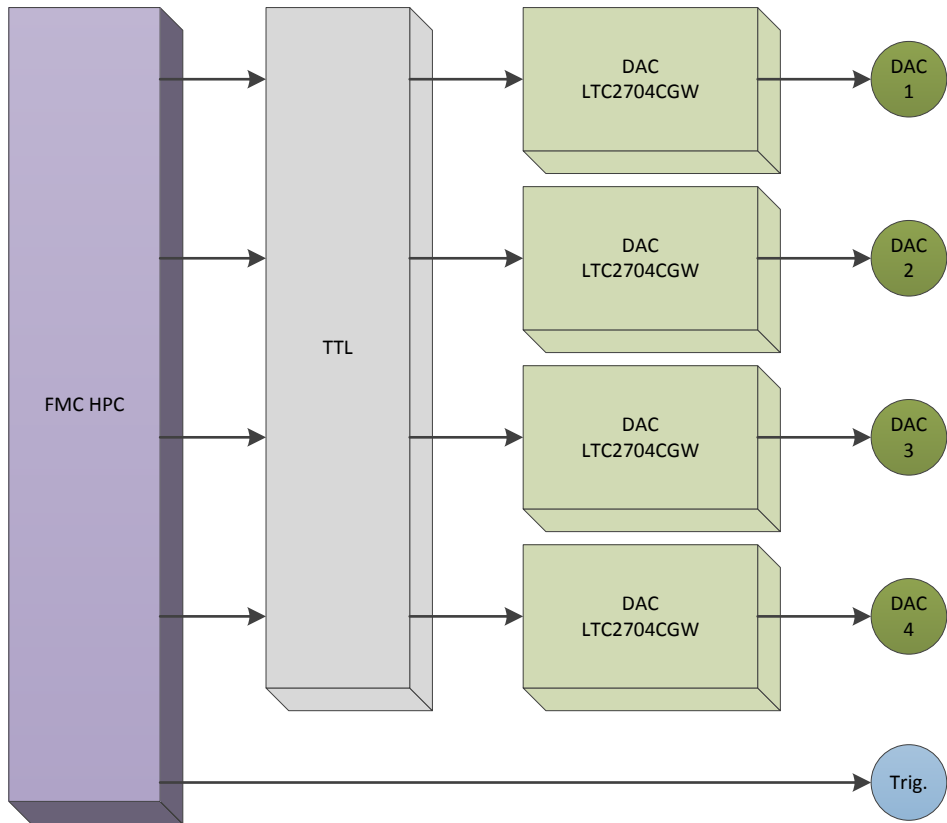 FMC HPC
TTL
DAC
LTC2704CGW
DAC
1
DAC
LTC2704CGW
DAC
2
DAC
LTC2704CGW
DAC
3
DAC
LTC2704CGW
DAC
4
Trig.